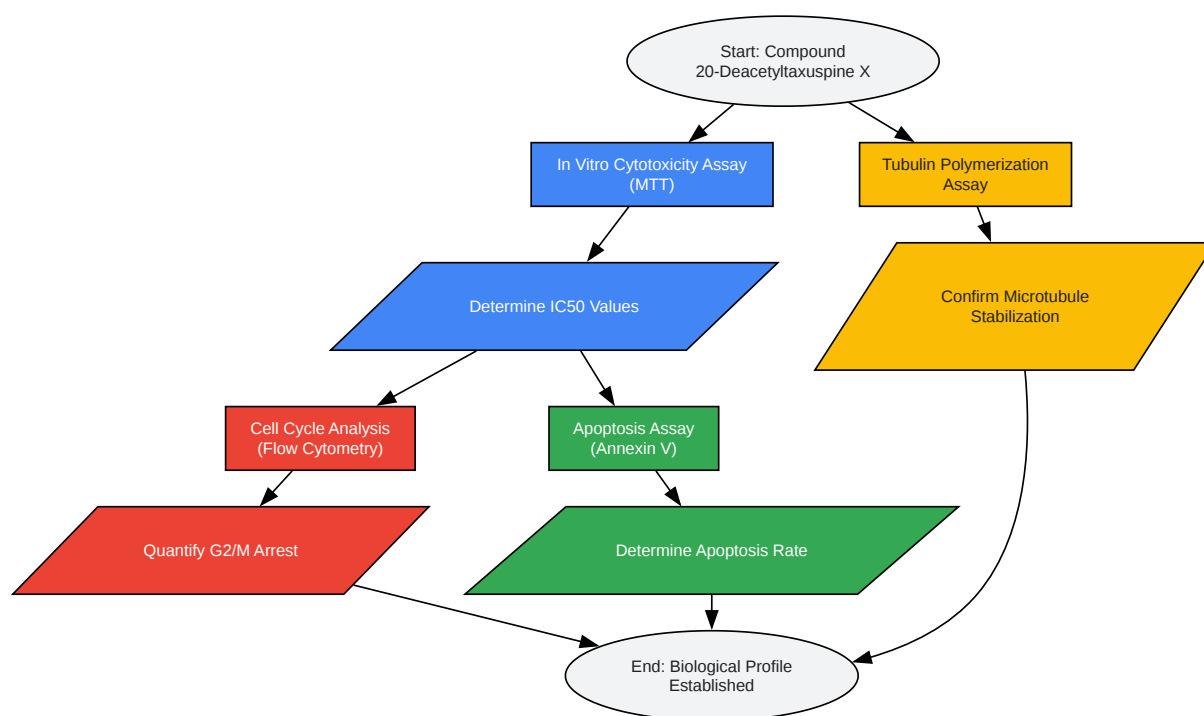 Start: Compound
20-Deacetyltaxuspine X
In Vitro Cytotoxicity Assay
(MTT)
Tubulin Polymerization
Assay
Determine IC50 Values
Confirm Microtubule
Stabilization
Cell Cycle Analysis
(Flow Cytometry)
Apoptosis Assay
(Annexin V)
Quantify G2/M Arrest
Determine Apoptosis Rate
End: Biological Profile
Established